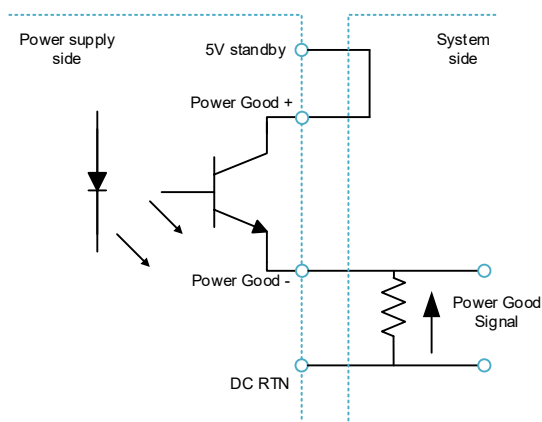 Power supply
side
5V standby
System
side
Power Good +
Power Good -
Power Good
Signal
DC RTN